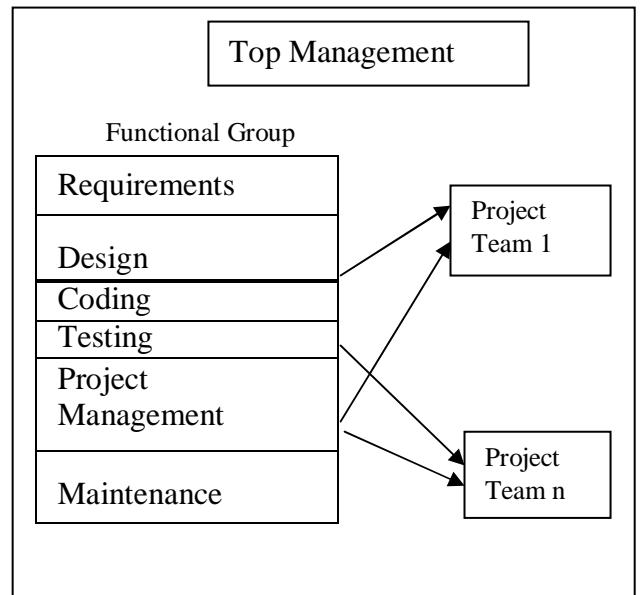 Top Management
Functional Group
Requirements
Design
Coding
Testing
Project
Management
Maintenance
Project
Team 1
Project
Team n